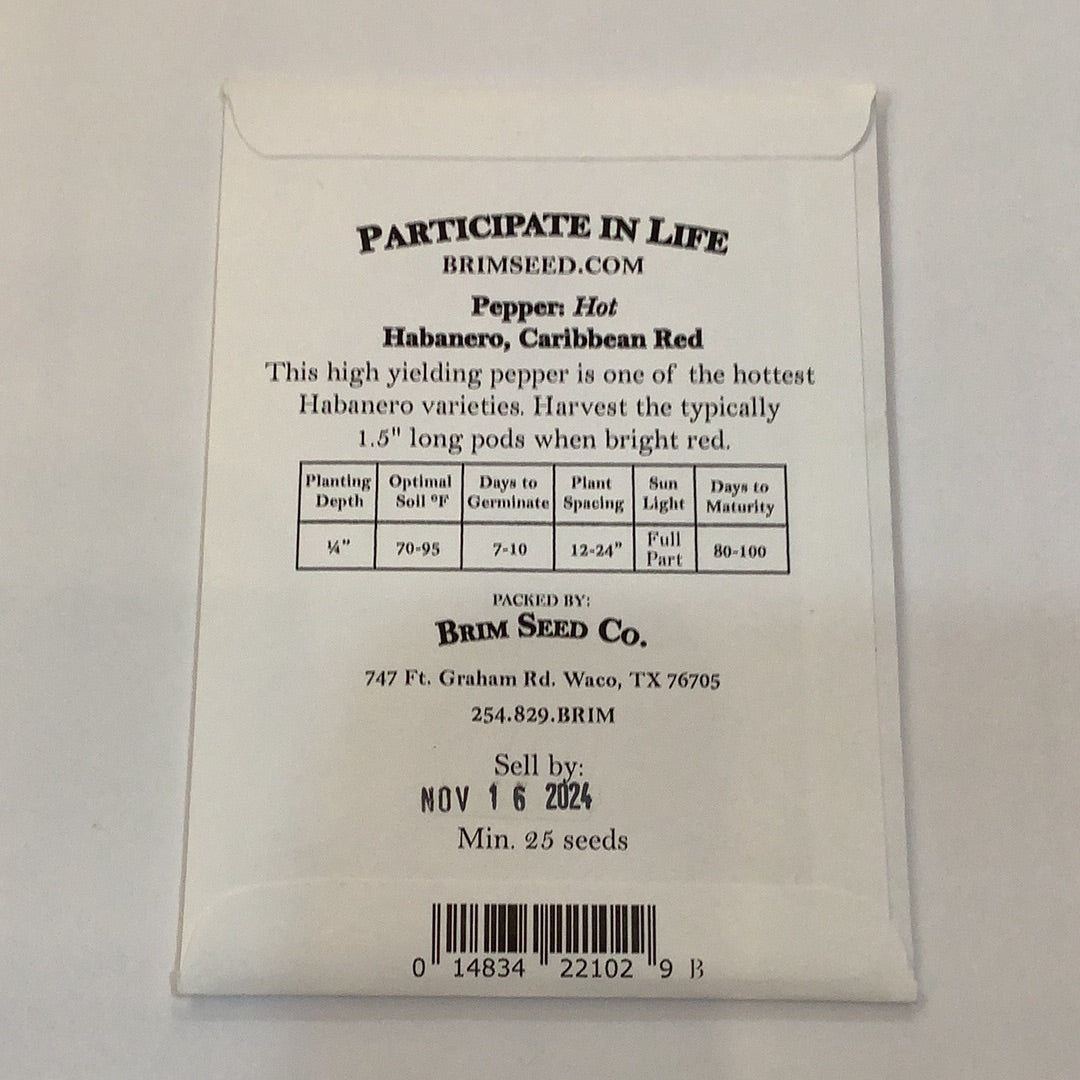 PARTICIPATE IN LIFE
BRIMSEED.COM
Pepper: Hot
Habanero, Caribbean Red
This high yielding pepper is one of the hottest
Habanero varieties. Harvest the typically
1.5" long pods when bright red.
Planting Depth Optimal Soil °F Days to Germinate Plant Spacing Sun Light Days to Maturity
¼" 70-95 7-10 12-24" Full Part 80-100
PACKED BY:
BRIM SEED CO.
747 Ft. Graham Rd. Waco, TX 76705
254.829.BRIM
Sell by:
NOV 16 2024
Min. 25 seeds
0 14834 22102 9 B